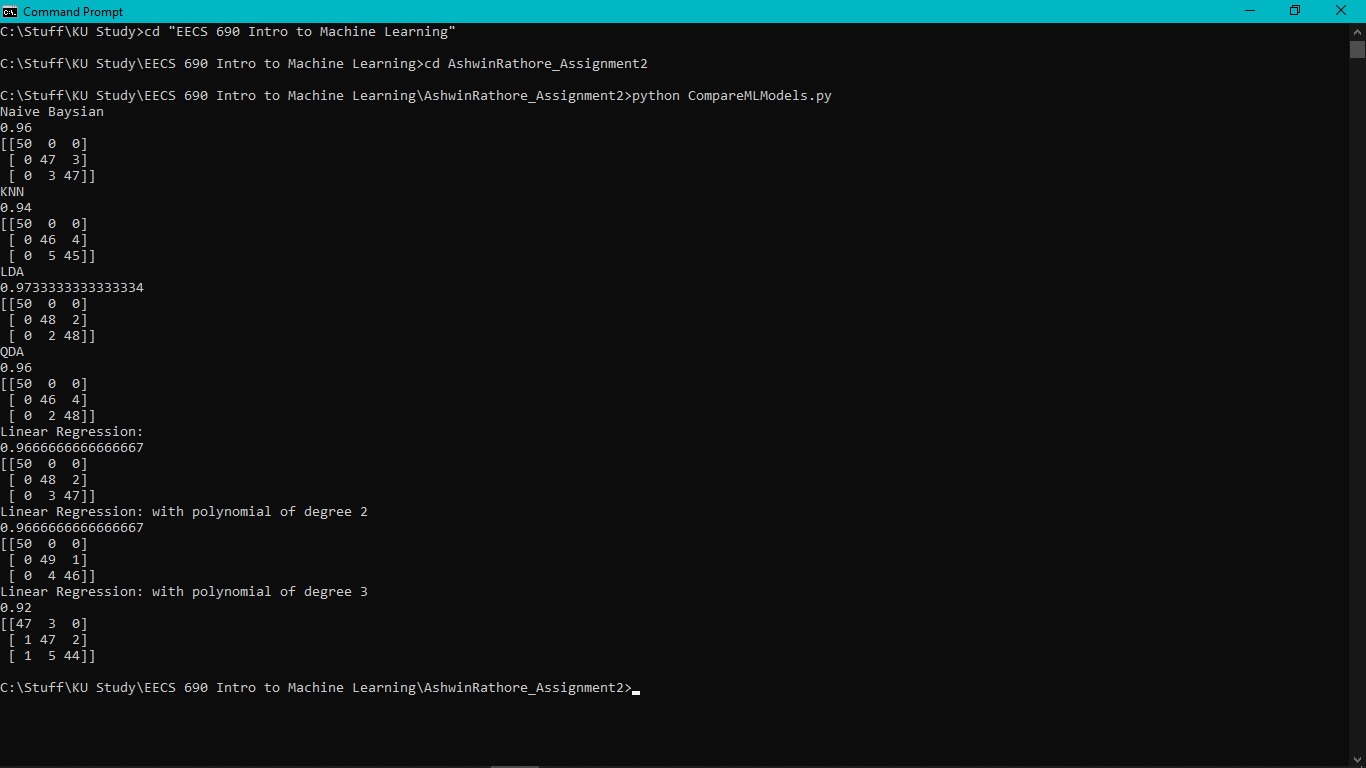 Command Prompt
C:\Stuff\KU Study>cd "EECS 690 Intro to Machine Learning"
C:\Stuff\KU Study\EECS 690 Intro to Machine Learning>cd AshwinRathore_Assignment2
C:\Stuff\KU Study\EECS 690 Intro to Machine Learning\AshwinRathore_Assignment2>python CompareMLModels.py
Naive Baysian
0.96
[[50  0  0]
 [ 0 47  3]
 [ 0  3 47]]
KNN
0.94
[[50  0  0]
 [ 0 46  4]
 [ 0  5 45]]
LDA
0.9733333333333334
[[50  0  0]
 [ 0 48  2]
 [ 0  2 48]]
QDA
0.96
[[50  0  0]
 [ 0 46  4]
 [ 0  2 48]]
Linear Regression:
0.9666666666666667
[[50  0  0]
 [ 0 48  2]
 [ 0  3 47]]
Linear Regression: with polynomial of degree 2
0.9666666666666667
[[50  0  0]
 [ 0 49  1]
 [ 0  4 46]]
Linear Regression: with polynomial of degree 3
0.92
[[47  3  0]
 [ 1 47  2]
 [ 1  5 44]]
C:\Stuff\KU Study\EECS 690 Intro to Machine Learning\AshwinRathore_Assignment2>